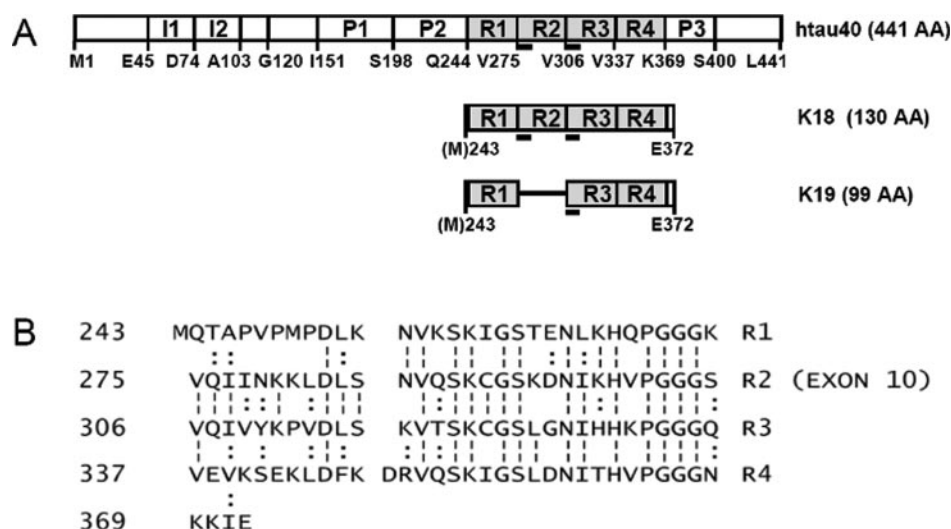 A
I1 I2 P1 P2 R1 R2 R3 R4 P3 htau40 (441 AA)
M1 E45 D74 A103 G120 I151 S198 Q244 V275 V306 V337 K369 S400 L441
R1 R2 R3 R4 K18 (130 AA)
(M)243 E372
R1 R3 R4 K19 (99 AA)
(M)243 E372
B
243 MQTAPVPMPDLK NVKSKIGSTENLKHQPGGGK R1
275 VQIINKKLDLS NVQSKCGSKDNIKHVPGGGS R2 (EXON 10)
306 VQIVYKPVDLS KVTSKCGSLGNIHHKPGGGQ R3
337 VEVKSEKLDFK DRVQSKIGSLDNITHVPGGGN R4
369 KKIE